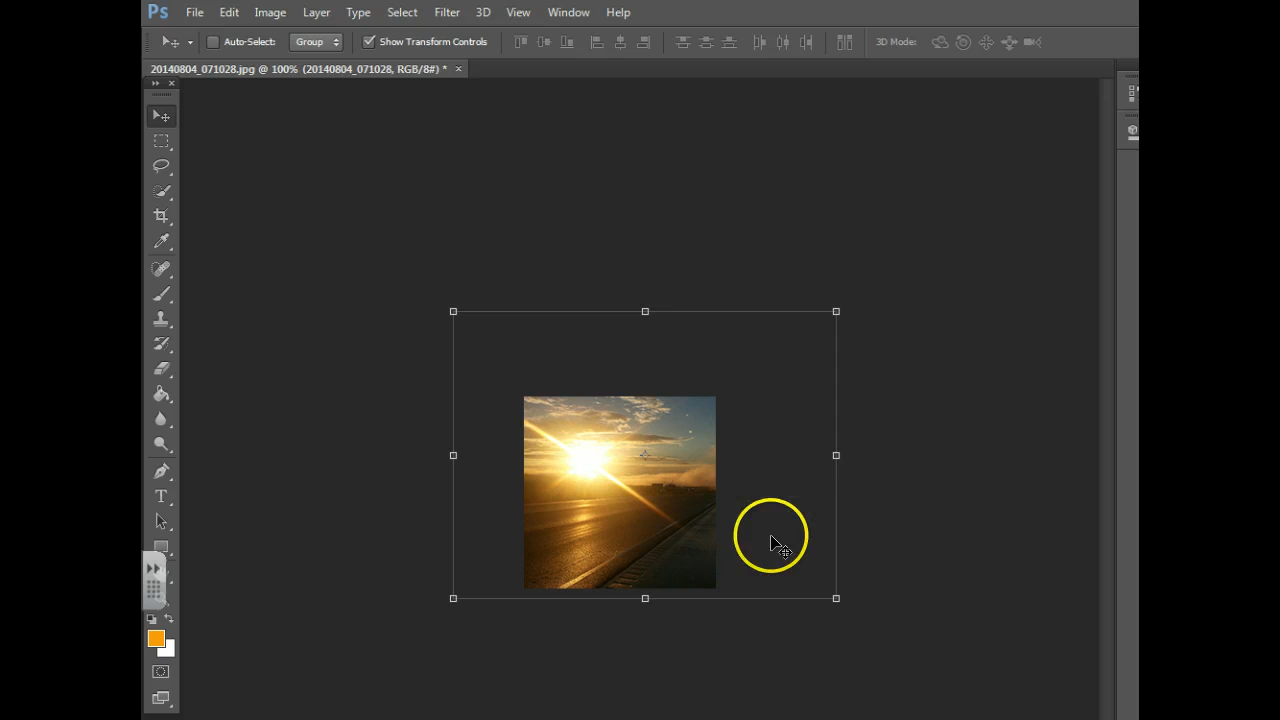 Ps File Edit Image Layer Type Select Filter 3D View Window Help
Auto-Select: Group Show Transform Controls 3D Mode:
20140804_071028.jpg @ 100% (20140804_071028, RGB/8#) * ×
T